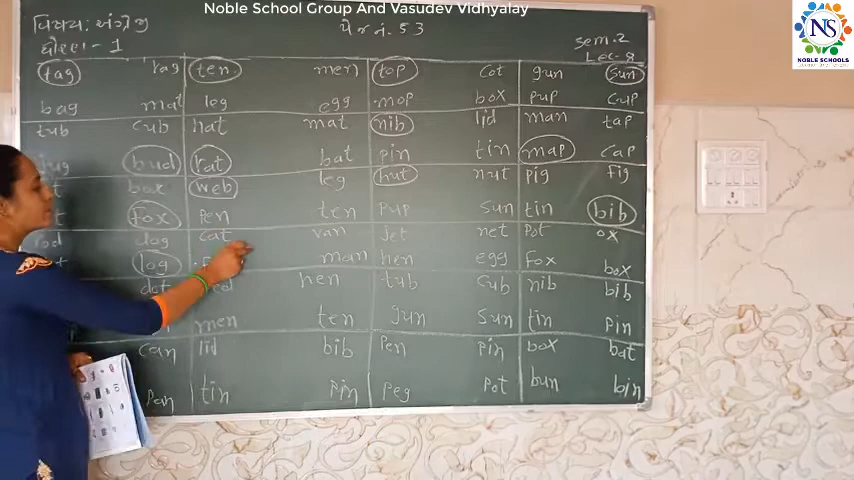 Noble School Group And Vasudev Vidhyalay
NS
NOBLE SCHOOLS
વિષય: અંગ્રેજી
પેજ નં. 53
sem. 2
ધોરણ - 1
Lec-8
tag rag ten men top cot gun sun
bag mat leg egg mop box pup cup
tub cub hat mat nib lid man tap
bud rat bat pin tin map cap
box web leg hut nut pig fig
fox pen ten pup sun tin bib
dog cat van jet net pot ox
log man hen egg fox box
dot hen tub cub nib bib
men ten gun sun tin pin
can lid bib pen pin box bat
pan tin pin peg pot bun bin